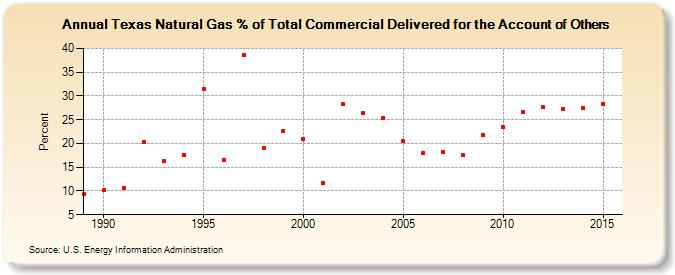 Annual Texas Natural Gas % of Total Commercial Delivered for the Account of Others
Percent
40
35
30
25
20
15
10
5
1990 1995 2000 2005 2010 2015
Source: U.S. Energy Information Administration